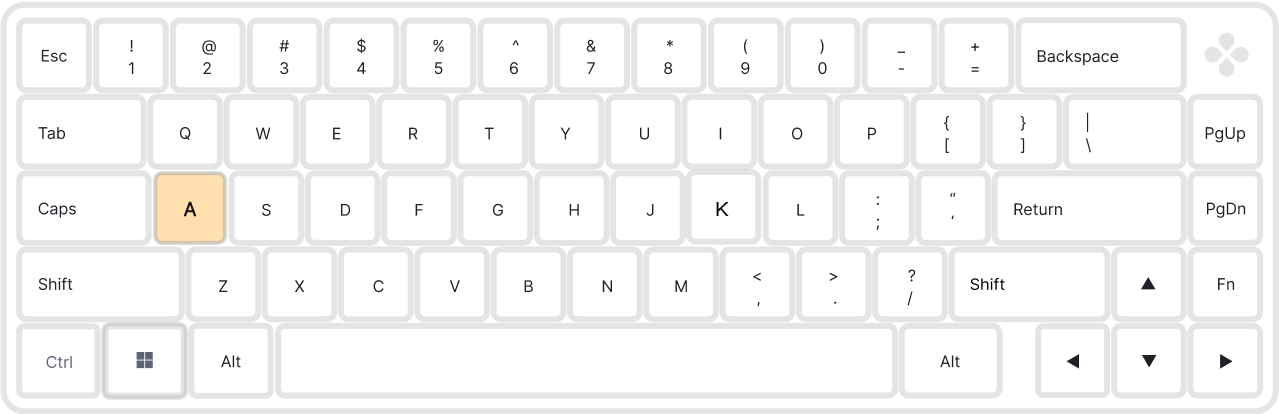 Esc ! @ # $ % ^ & * ( ) _ + Backspace
1 2 3 4 5 6 7 8 9 0 - =
Tab Q W E R T Y U I O P { } | PgUp
[ ] \
Caps A S D F G H J K L : “ Return PgDn
; ‘
Shift Z X C V B N M < > ? Shift ▲ Fn
, . /
Ctrl Alt Alt ◀ ▼ ▶